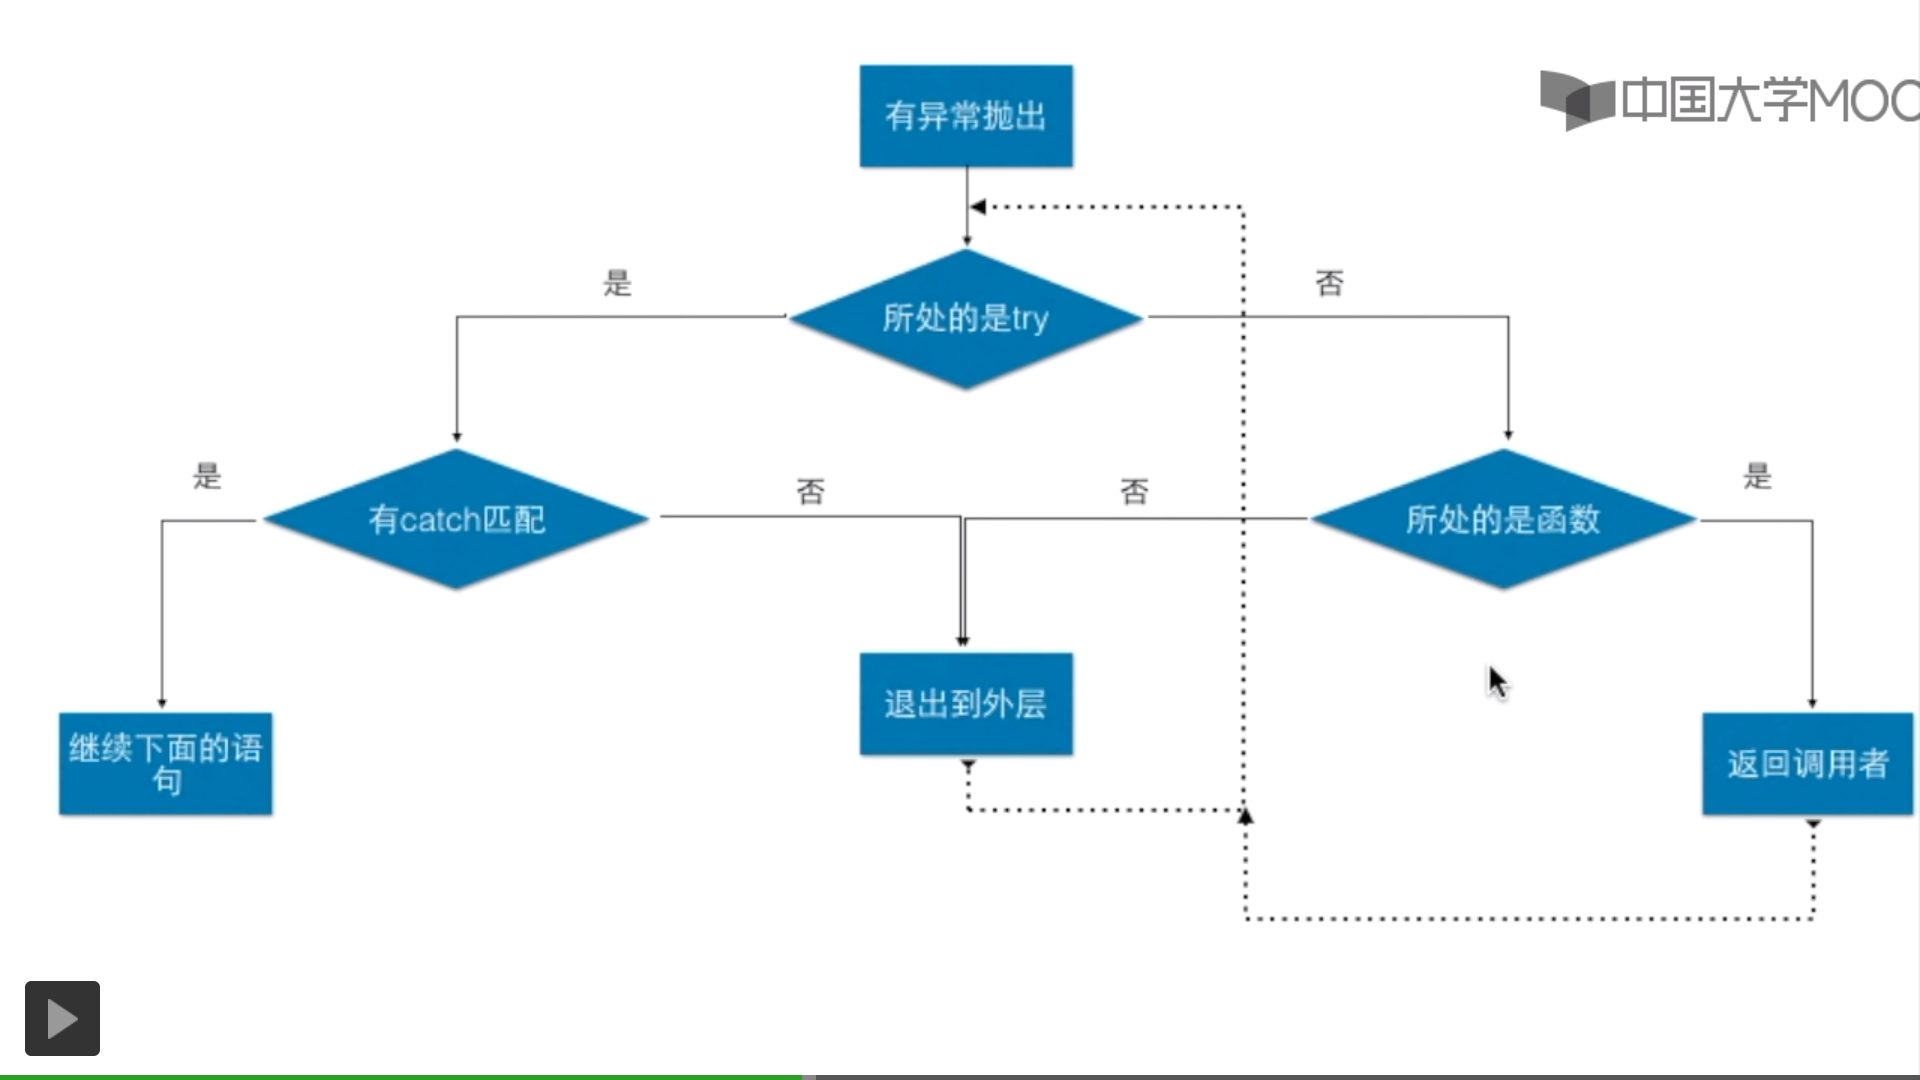 有异常抛出
中国大学MOO
是
所处的是try
否
是
有catch匹配
否
否
所处的是函数
是
退出到外层
继续下面的语
句
返回调用者